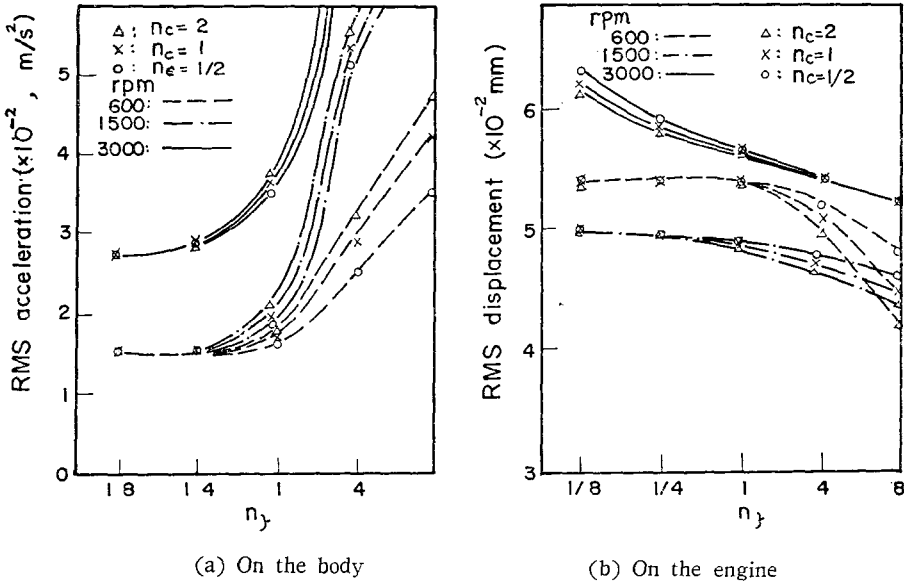 RMS acceleration (×10⁻², m/s²)
△ : nc = 2
× : nc = 1
○ : ne = 1/2
rpm
600:
1500:
3000:
5
4
3
2
1
0
1 8
1 4
1
4
(a) On the body
RMS displacement (×10⁻² mm)
rpm
600
1500
3000
△ : nc=2
× : nc=1
○ : nc=1/2
6
5
4
3
1/8
1/4
1
4
8
(b) On the engine